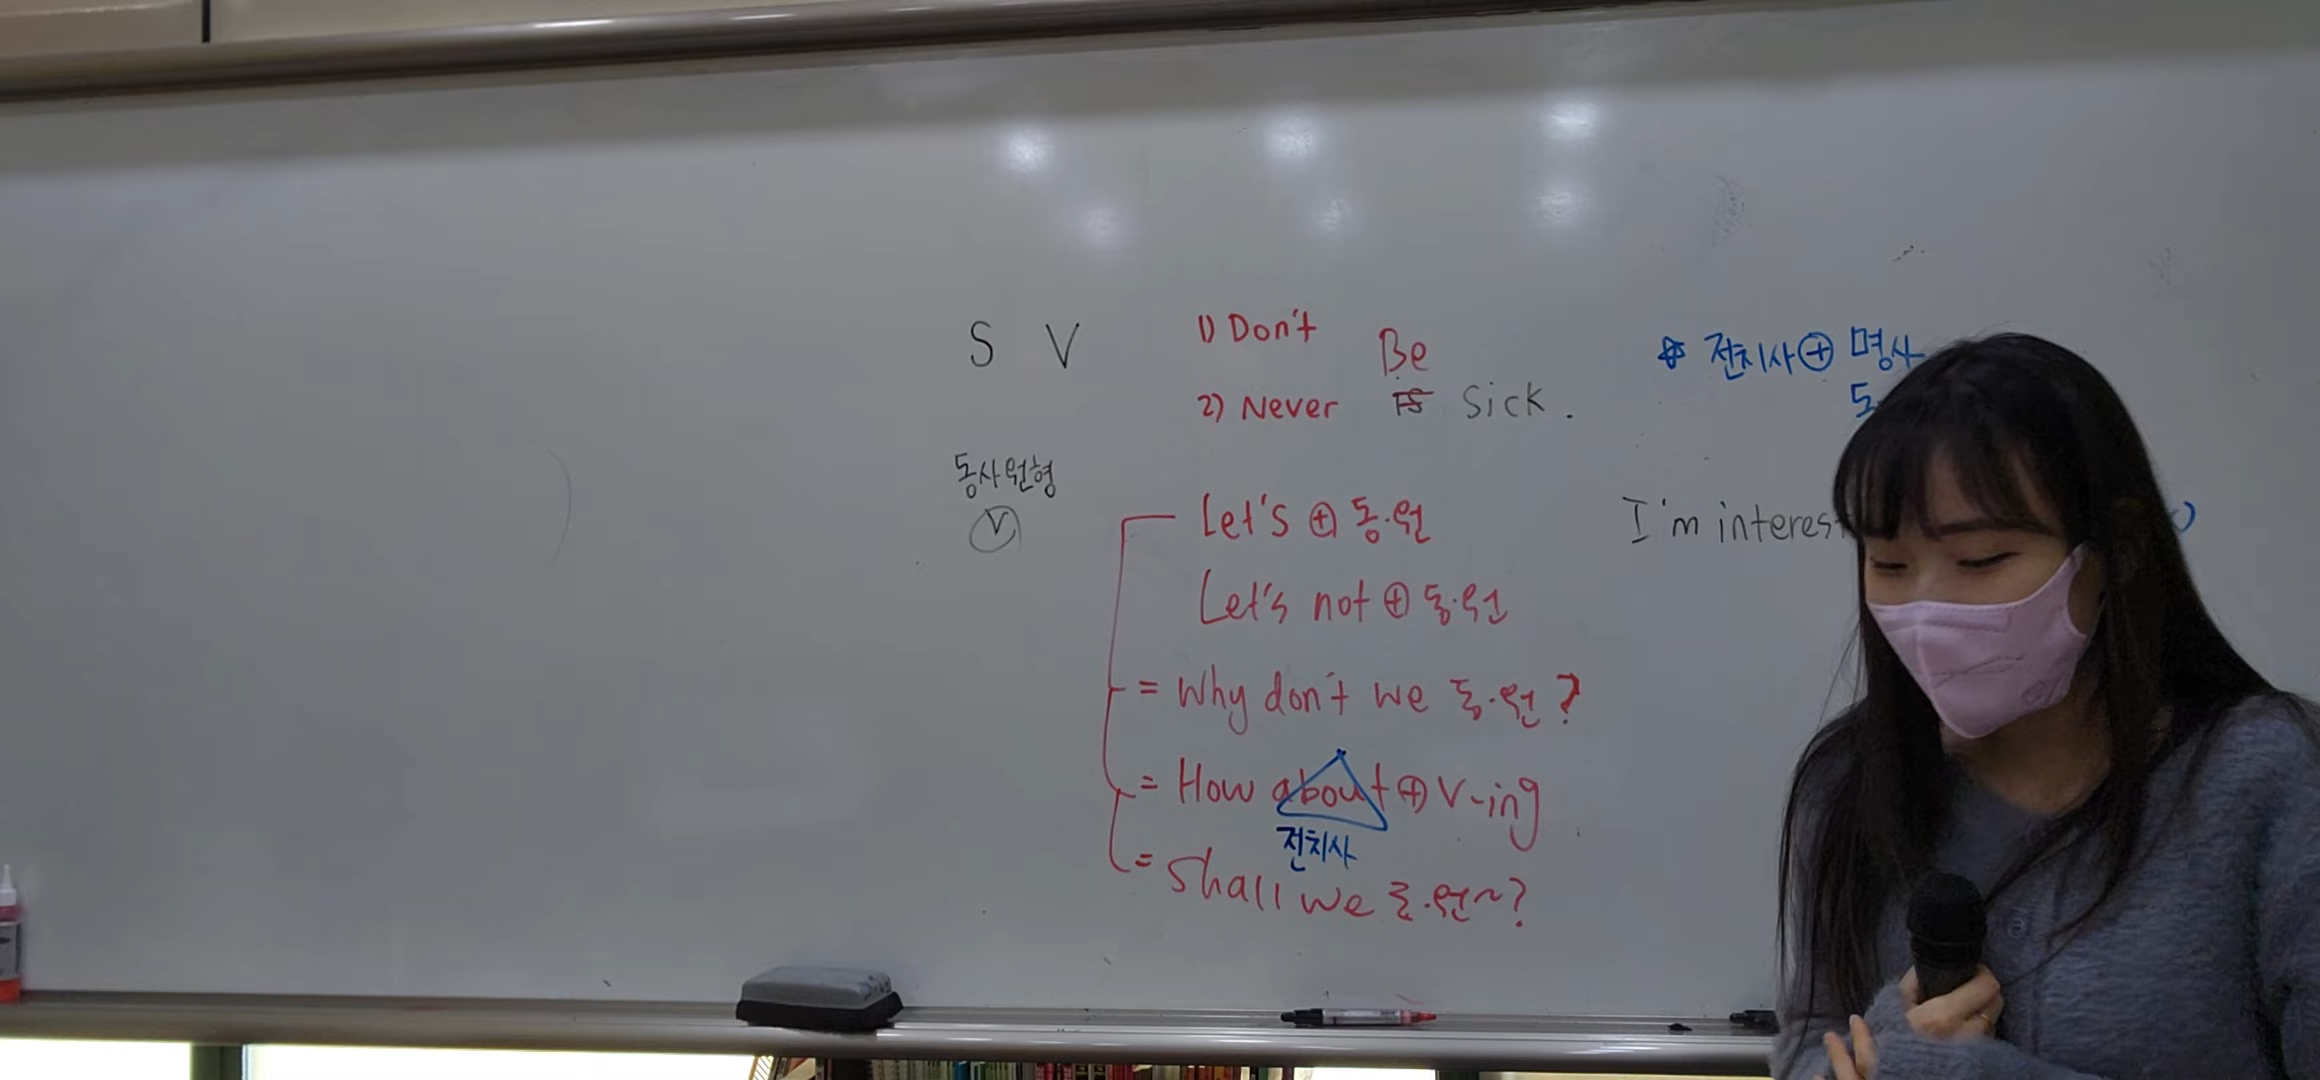 S V
1) Don't
Be
2) Never is sick.
동사원형
V
Let's ⊕ 동.원
Let's not ⊕ 동.원
= Why don't we 동.원?
= How about ⊕ V-ing
전치사
= Shall we 동.원~?
* 전치사 ⊕ 명사
I'm